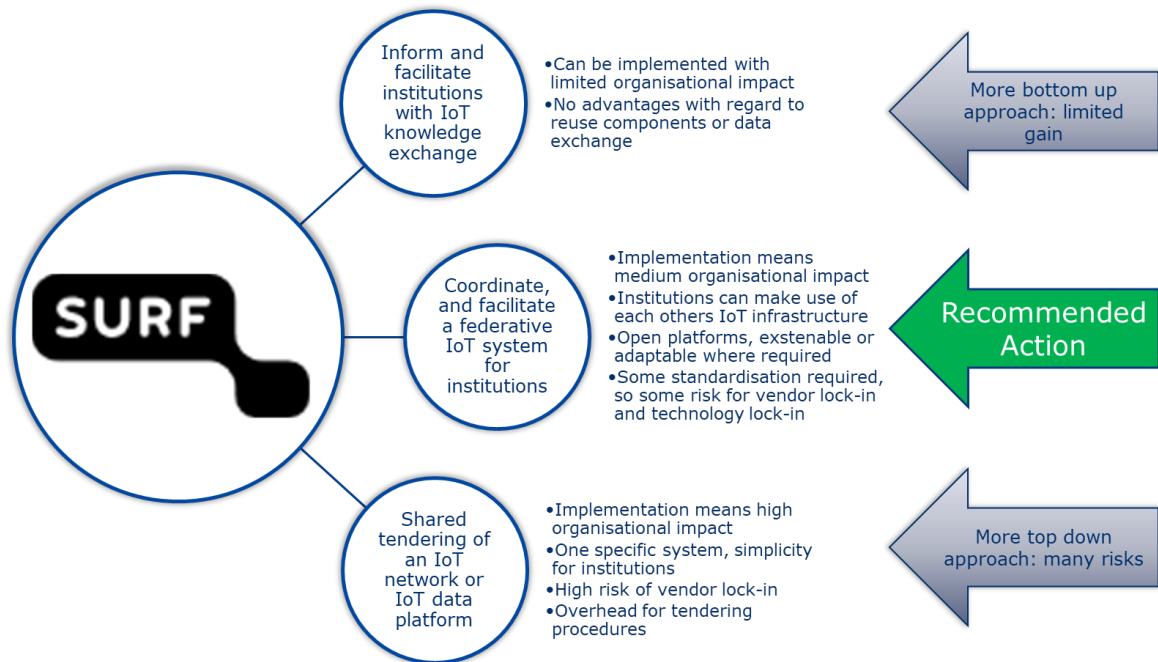 Inform and
facilitate
institutions
with IoT
knowledge
exchange
•Can be implemented with
limited organisational impact
•No advantages with regard to
reuse components or data
exchange
More bottom up
approach: limited
gain
SURF
Coordinate,
and facilitate
a federative
IoT system
for
institutions
•Implementation means
medium organisational impact
•Institutions can make use of
each others IoT infrastructure
•Open platforms, exstenable or
adaptable where required
•Some standardisation required,
so some risk for vendor lock-in
and technology lock-in
Recommended
Action
Shared
tendering of
an IoT
network or
IoT data
platform
•Implementation means high
organisational impact
•One specific system, simplicity
for institutions
•High risk of vendor lock-in
•Overhead for tendering
procedures
More top down
approach: many risks